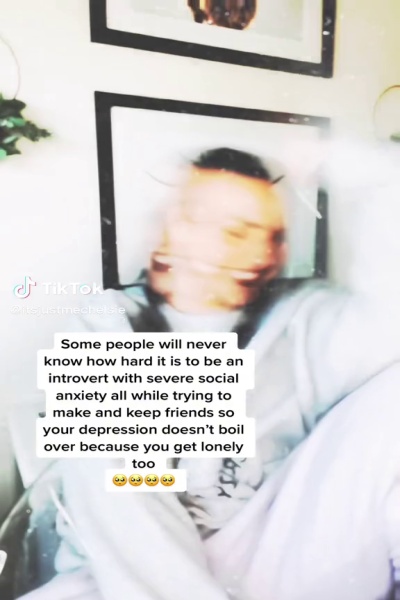 TikTok
Some people will never
know how hard it is to be an
introvert with severe social
anxiety all while trying to
make and keep friends so
your depression doesn't boil
over because you get lonely
too
🥺🥺🥺🥺